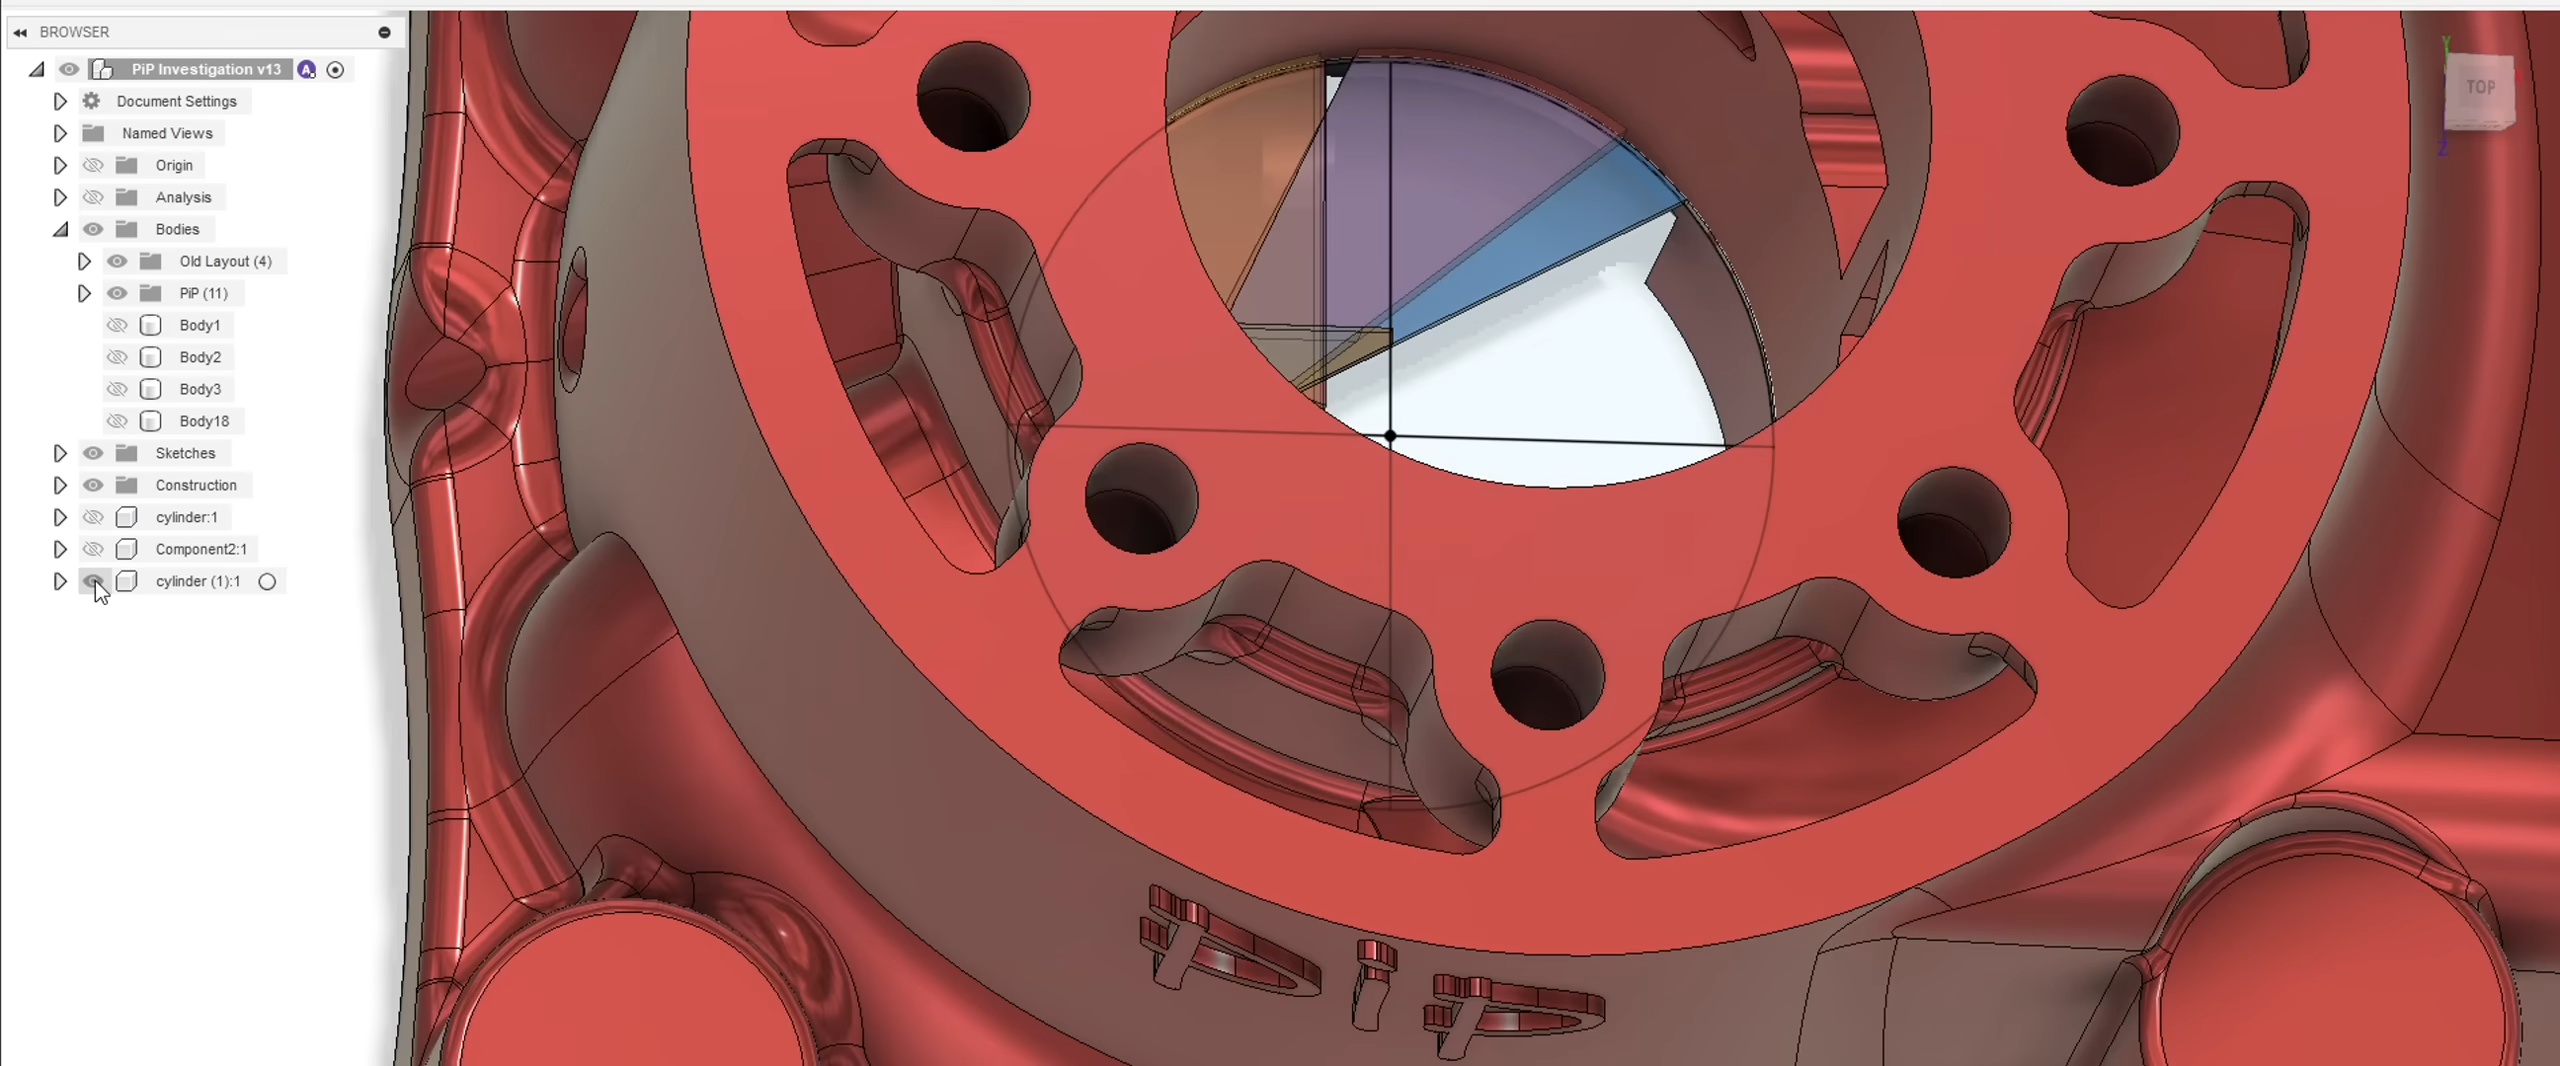 BROWSER
PiP Investigation v13
A
Document Settings
Named Views
Origin
Analysis
Bodies
Old Layout (4)
PiP (11)
Body1
Body2
Body3
Body18
Sketches
Construction
cylinder:1
Component2:1
cylinder (1):1
Y
TOP
Z